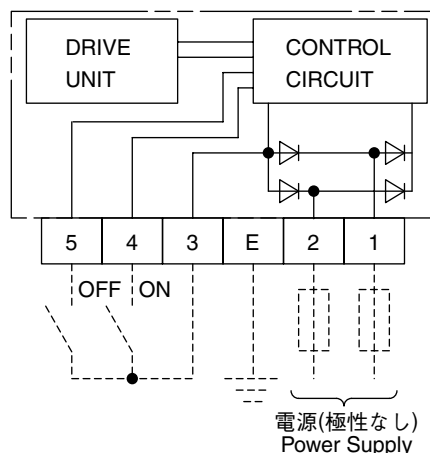 DRIVE UNIT
CONTROL CIRCUIT
5 4 3 E 2 1
OFF ON
電源(極性なし)
Power Supply